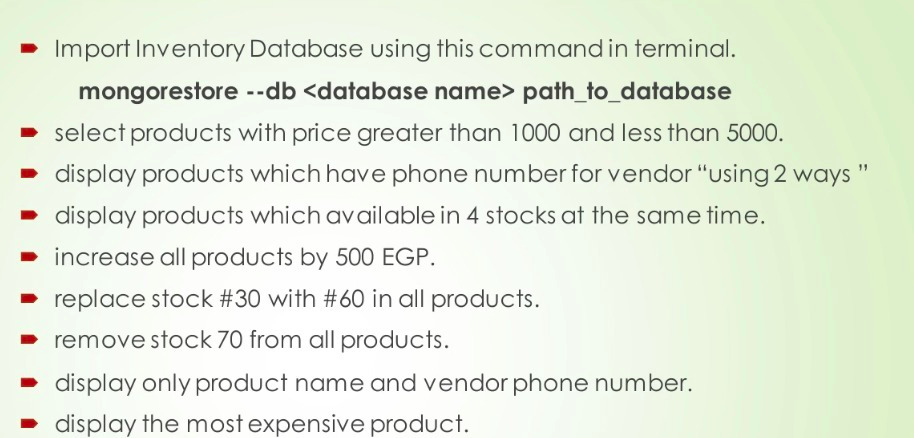 Import Inventory Database using this command in terminal.
mongorestore --db <database name> path_to_database
select products with price greater than 1000 and less than 5000.
display products which have phone number for vendor “using 2 ways ”
display products which available in 4 stocks at the same time.
increase all products by 500 EGP.
replace stock #30 with #60 in all products.
remove stock 70 from all products.
display only product name and vendor phone number.
display the most expensive product.